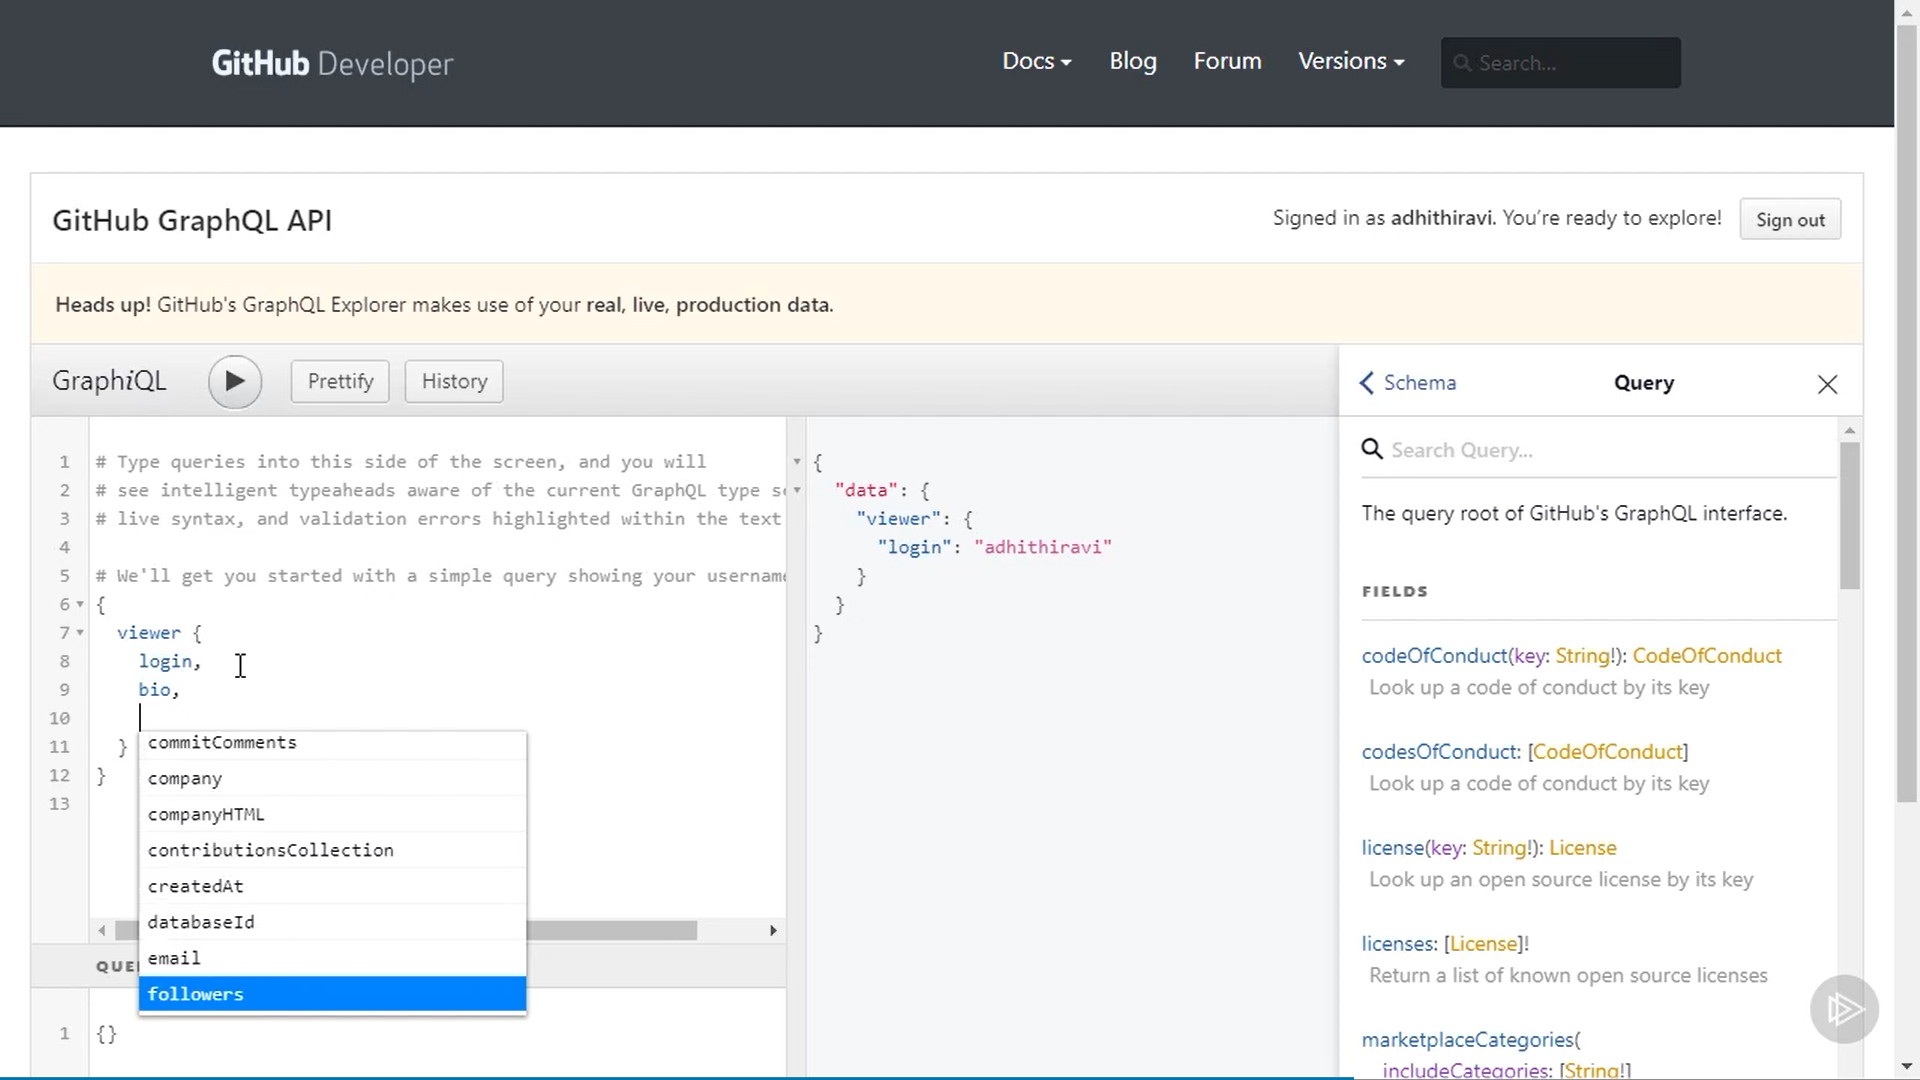 GitHub Developer
Docs
Blog
Forum
Versions
Search...
GitHub GraphQL API
Signed in as adhithiravi. You're ready to explore!
Sign out
Heads up! GitHub's GraphQL Explorer makes use of your real, live, production data.
GraphiQL
Prettify
History
Schema
Query
1 # Type queries into this side of the screen, and you will
2 # see intelligent typeaheads aware of the current GraphQL type s
3 # live syntax, and validation errors highlighted within the text
4
5 # We'll get you started with a simple query showing your username
6 {
7 viewer {
8 login,
9 bio,
10
11 }
12 }
13
commitComments
company
companyHTML
contributionsCollection
createdAt
databaseId
email
followers
QUE
1 {}
{
"data": {
"viewer": {
"login": "adhithiravi"
}
}
}
Search Query...
The query root of GitHub's GraphQL interface.
FIELDS
codeOfConduct(key: String!): CodeOfConduct
Look up a code of conduct by its key
codesOfConduct: [CodeOfConduct]
Look up a code of conduct by its key
license(key: String!): License
Look up an open source license by its key
licenses: [License]!
Return a list of known open source licenses
marketplaceCategories(
includeCategories: [String!]